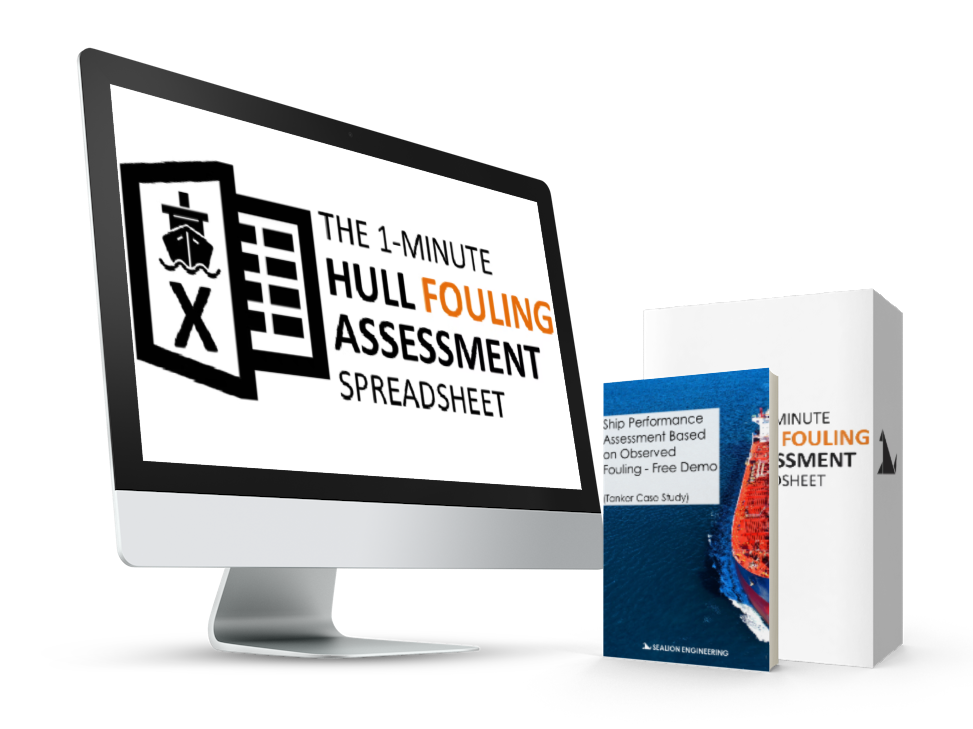 THE 1-MINUTE
HULL FOULING
ASSESSMENT
SPREADSHEET
X
Ship Performance
Assessment Based
on Observed
Fouling - Free Demo
(Tanker Case Study)
SEALION ENGINEERING
MINUTE
FOULING
SSMENT
DSHEET